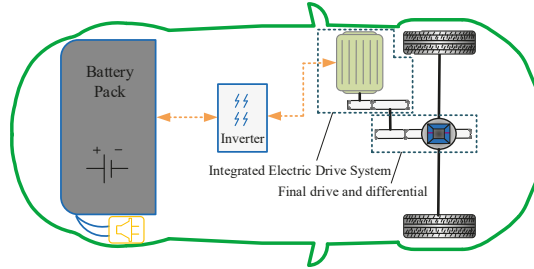 Battery
Pack
+ −
Inverter
Integrated Electric Drive System
Final drive and differential